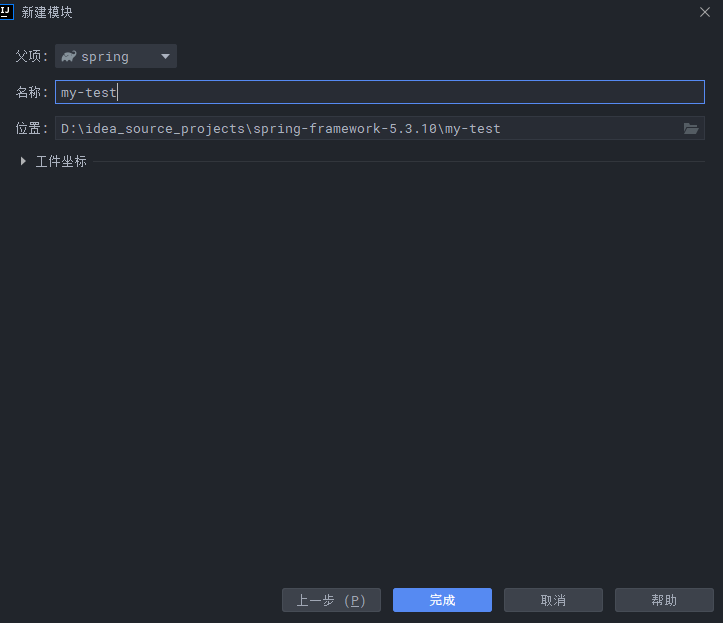 IJ 新建模块
父项： spring
名称： my-test
位置： D:\idea_source_projects\spring-framework-5.3.10\my-test
工件坐标
上一步 (P) 完成 取消 帮助